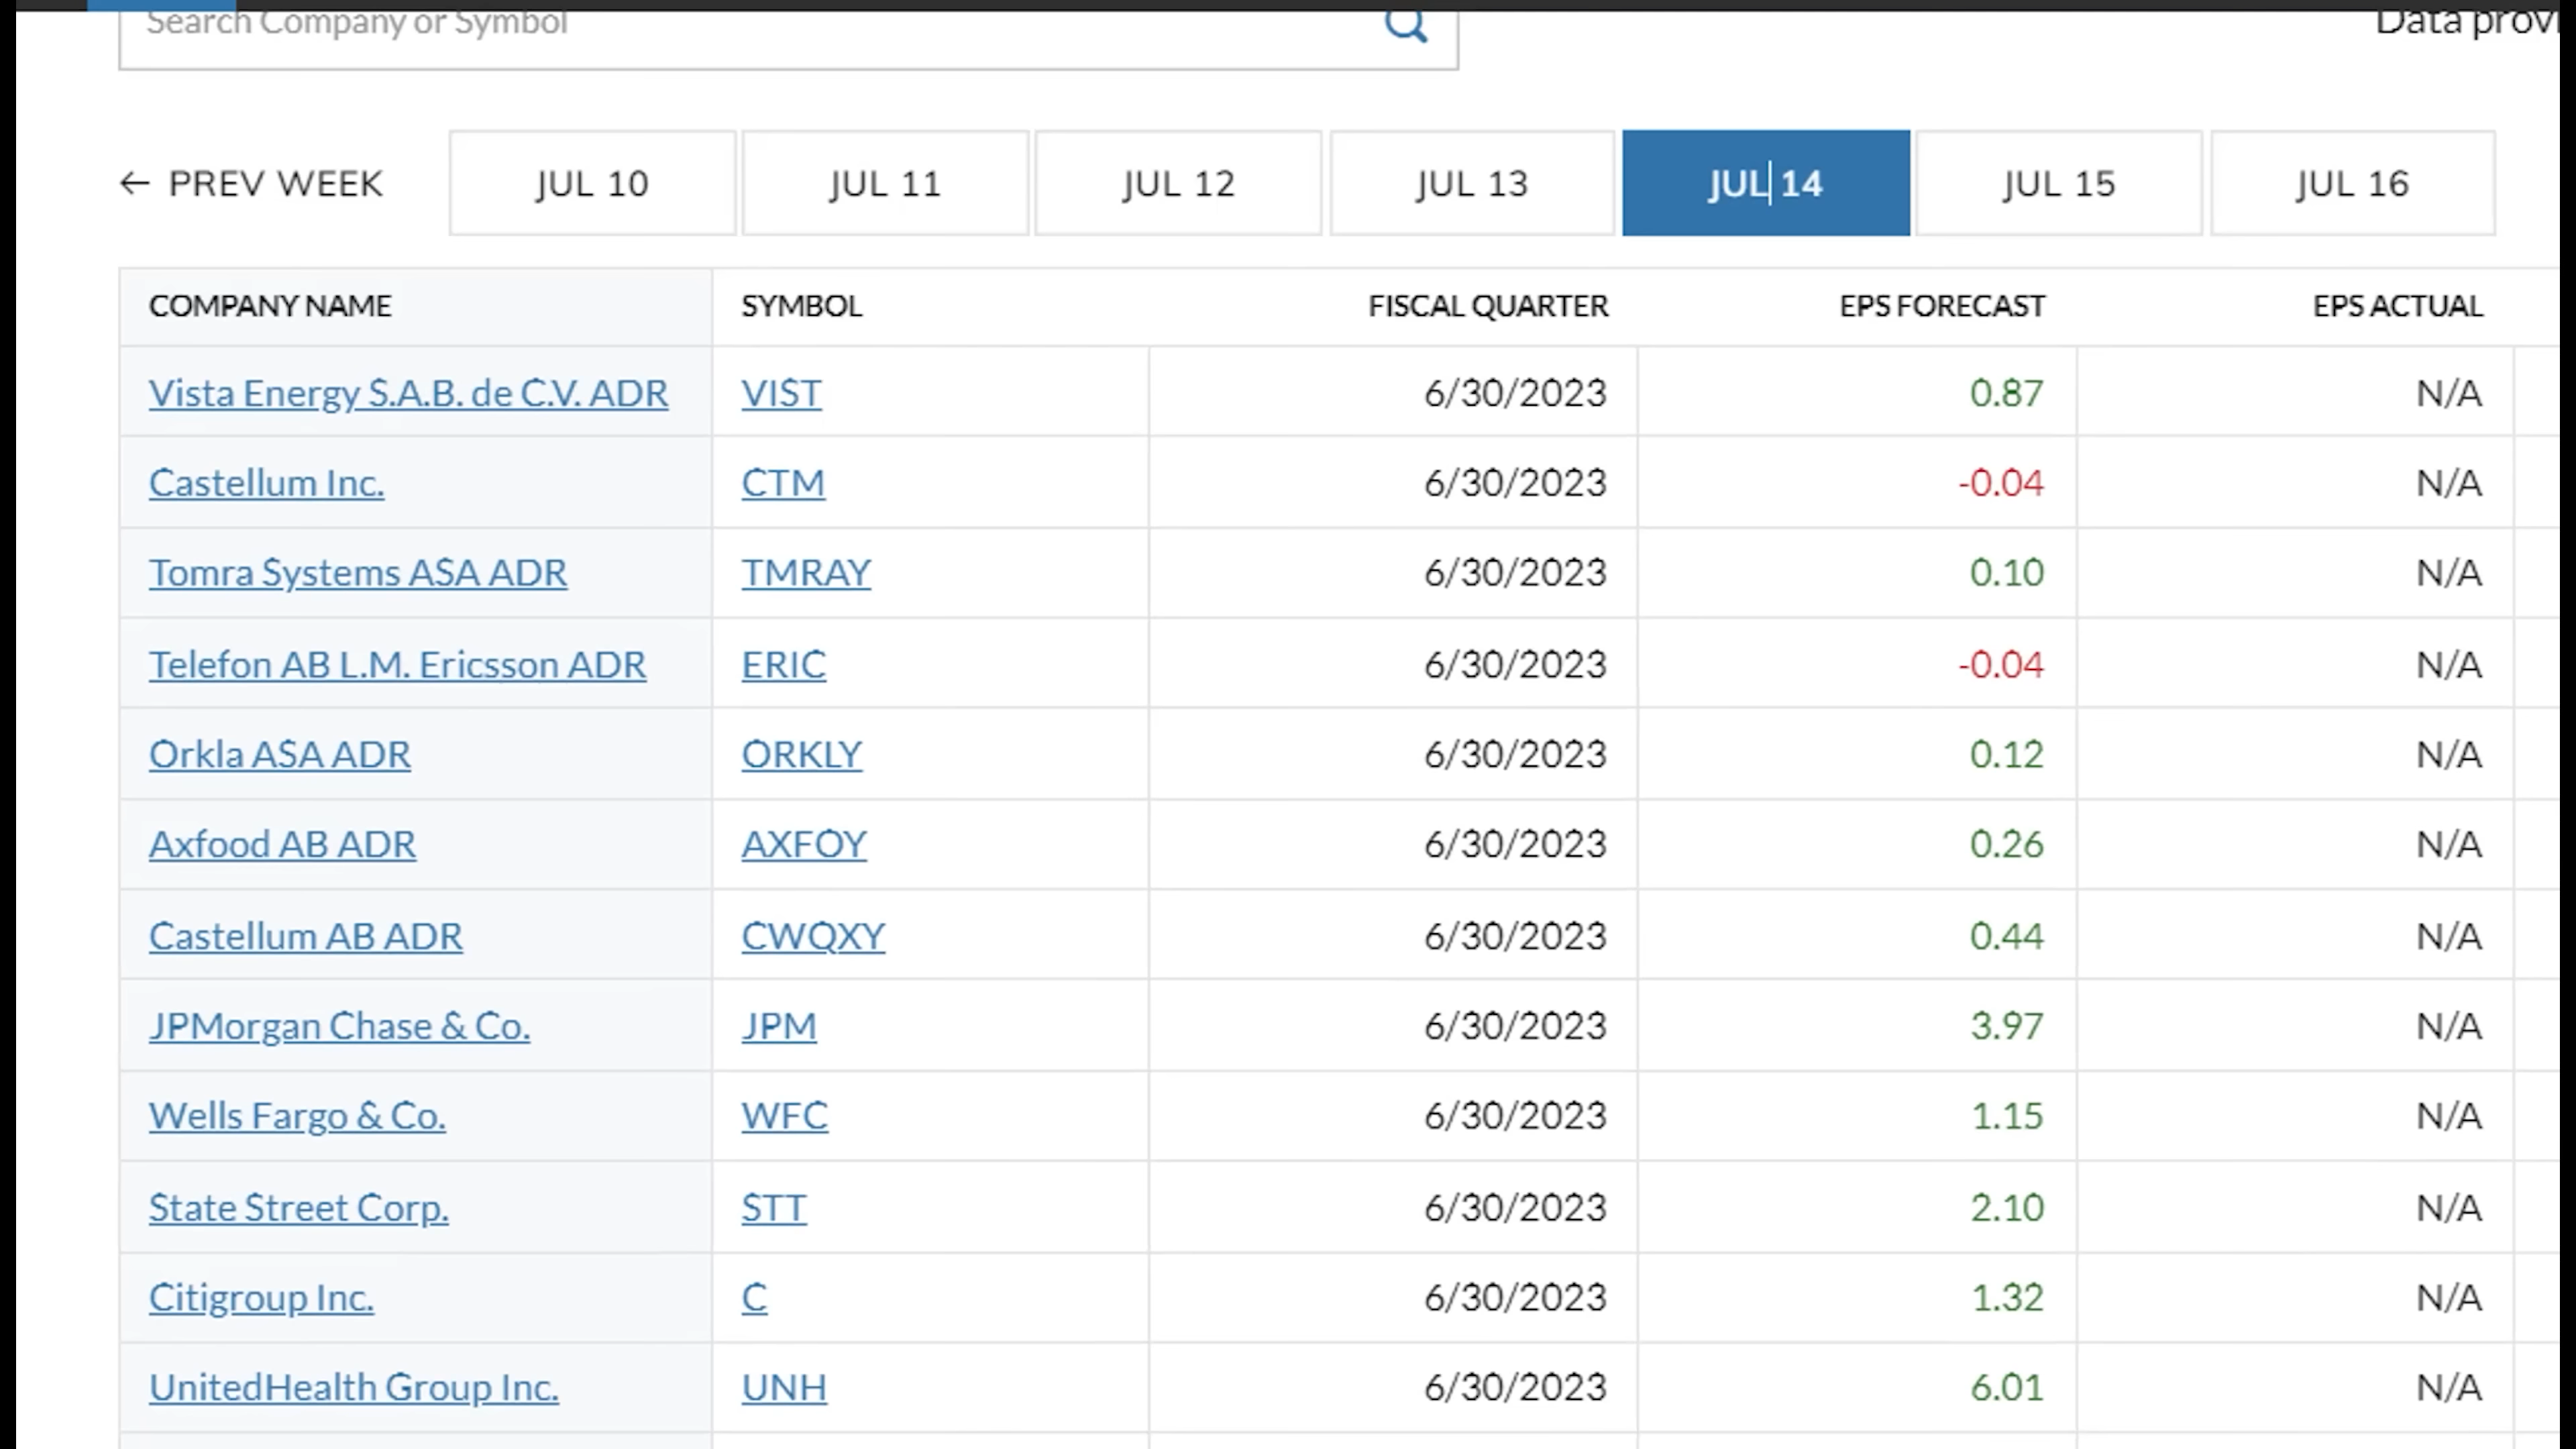 Search Company or Symbol
Data prov
← PREV WEEK JUL 10 JUL 11 JUL 12 JUL 13 JUL 14 JUL 15 JUL 16
COMPANY NAME SYMBOL FISCAL QUARTER EPS FORECAST EPS ACTUAL
Vista Energy S.A.B. de C.V. ADR VIST 6/30/2023 0.87 N/A
Castellum Inc. CTM 6/30/2023 -0.04 N/A
Tomra Systems ASA ADR TMRAY 6/30/2023 0.10 N/A
Telefon AB L.M. Ericsson ADR ERIC 6/30/2023 -0.04 N/A
Orkla ASA ADR ORKLY 6/30/2023 0.12 N/A
Axfood AB ADR AXFOY 6/30/2023 0.26 N/A
Castellum AB ADR CWQXY 6/30/2023 0.44 N/A
JPMorgan Chase & Co. JPM 6/30/2023 3.97 N/A
Wells Fargo & Co. WFC 6/30/2023 1.15 N/A
State Street Corp. STT 6/30/2023 2.10 N/A
Citigroup Inc. C 6/30/2023 1.32 N/A
UnitedHealth Group Inc. UNH 6/30/2023 6.01 N/A